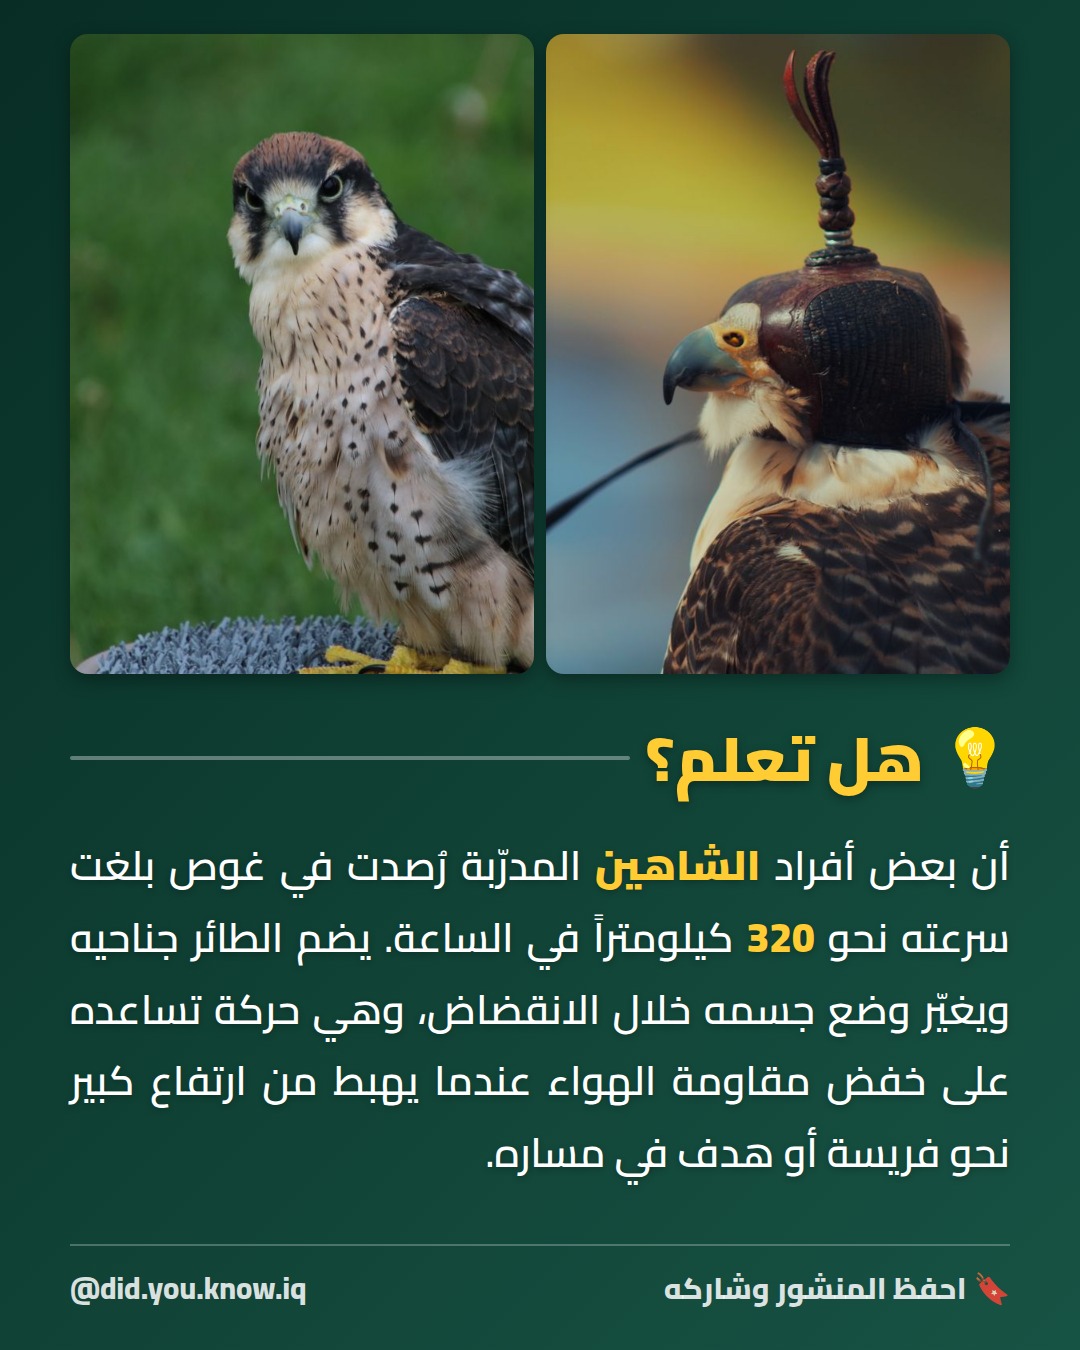 💡 هل تعلم؟
أن بعض أفراد الشاهين المدرّبة رُصدت في غوص بلغت
سرعته نحو 320 كيلومتراً في الساعة. يضم الطائر جناحيه
ويغيّر وضع جسمه خلال الانقضاض، وهي حركة تساعده
على خفض مقاومة الهواء عندما يهبط من ارتفاع كبير
نحو فريسة أو هدف في مساره.
🔖 احفظ المنشور وشاركه
@did.you.know.iq